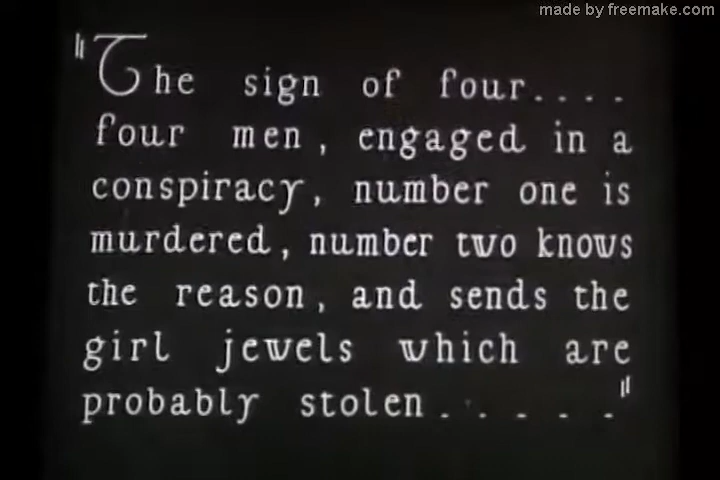 made by freemake.com
"The sign of four....
four men, engaged in a
conspiracy, number one is
murdered, number two knows
the reason, and sends the
girl jewels which are
probably stolen....."